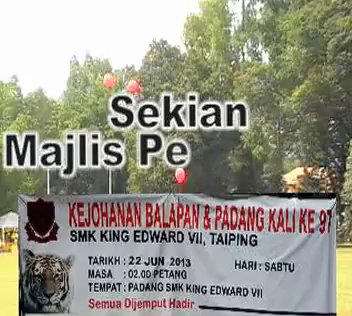 Sekian
Majlis Pe
KEJOHANAN BALAPAN & PADANG KALI KE 97
SMK KING EDWARD VII, TAIPING
TARIKH : 22 JUN 2013 HARI : SABTU
MASA : 02.00 PETANG
TEMPAT : PADANG SMK KING EDWARD VII
Semua Dijemput Hadir